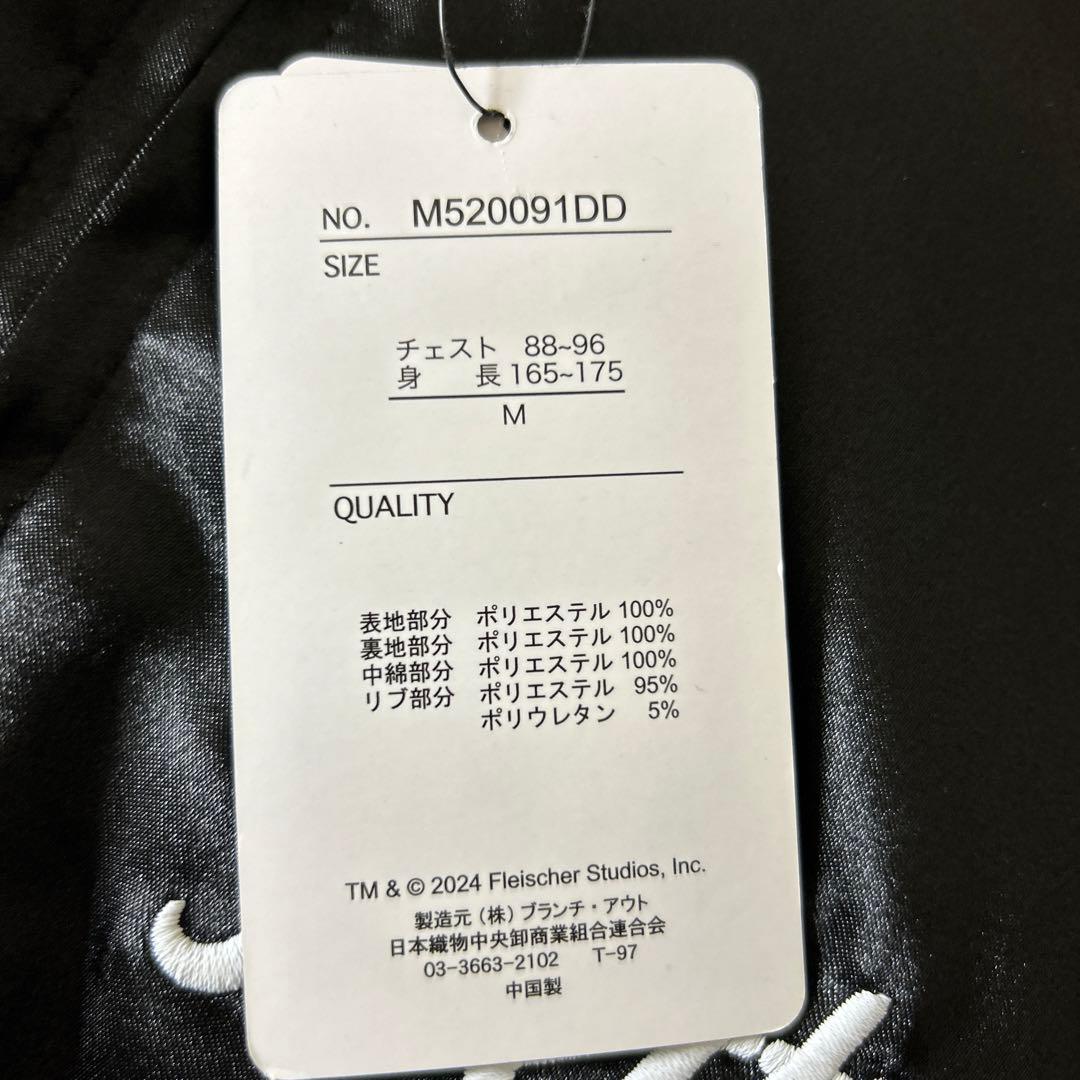 NO. M520091DD
SIZE
チェスト 88~96
身 長 165~175
M
QUALITY
表地部分 ポリエステル 100%
裏地部分 ポリエステル 100%
中綿部分 ポリエステル 100%
リブ部分 ポリエステル 95%
ポリウレタン 5%
TM & © 2024 Fleischer Studios, Inc.
製造元 (株) ブランチ・アウト
日本織物中央卸商業組合連合会
03-3663-2102 T-97
中国製